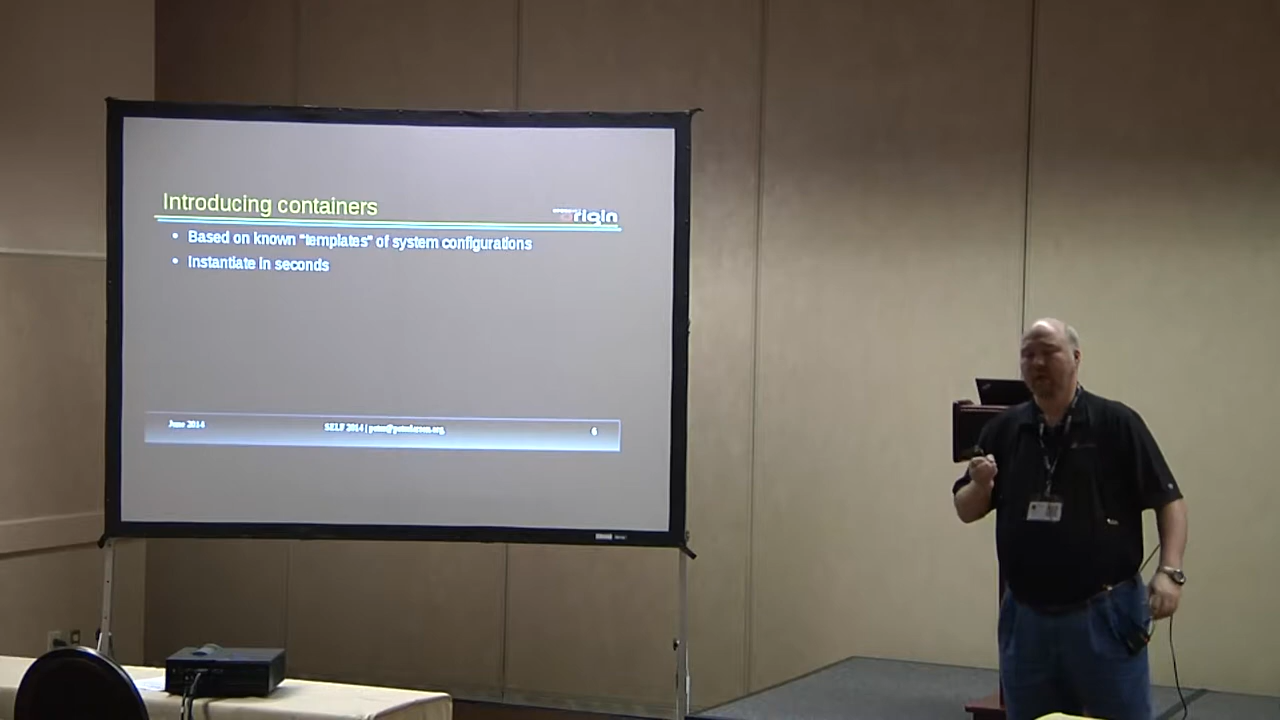 Introducing containers
origin
• Based on known "templates" of system configurations
• Instantiate in seconds
June 2014
SELF 2014 |
6